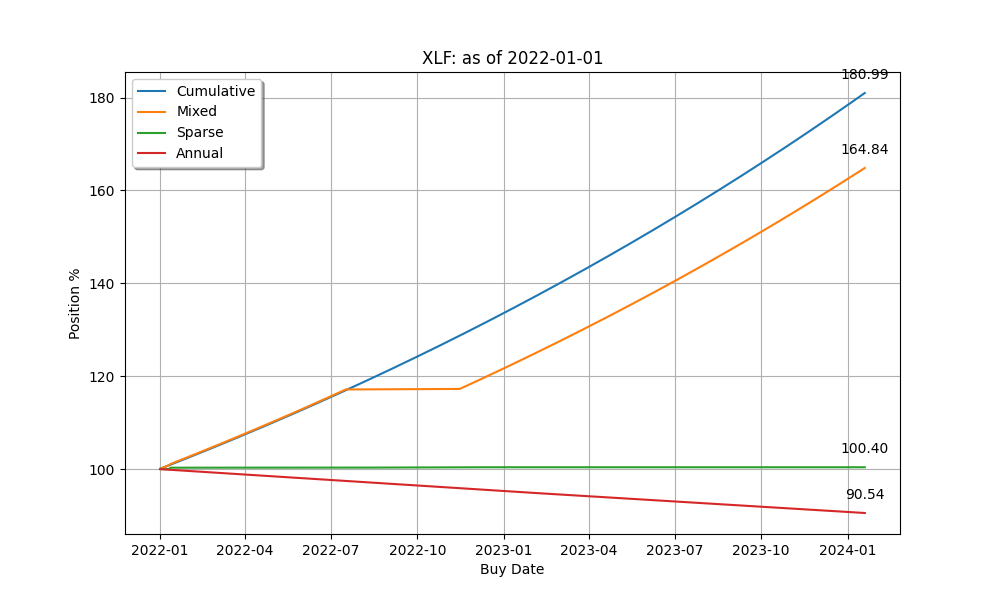 XLF: as of 2022-01-01
Cumulative
Mixed
Sparse
Annual
180.99
164.84
100.40
90.54
180
160
140
120
100
Position %
2022-01 2022-04 2022-07 2022-10 2023-01 2023-04 2023-07 2023-10 2024-01
Buy Date